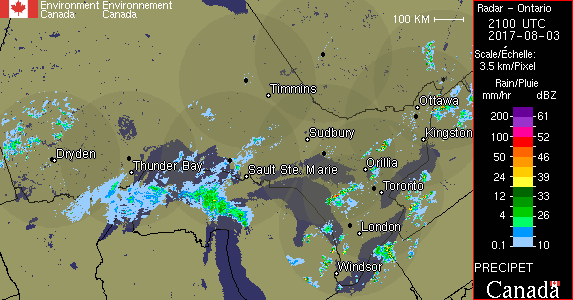 Environment Environnement
Canada Canada
100 KM
Timmins
Ottawa
Kingston
Sudbury
Dryden
Thunder Bay
Sault Ste. Marie
Orillia
Toronto
London
Windsor
Radar - Ontario
2100 UTC
2017-08-03
Scale/Échelle:
3.5 km/Pixel
Rain/Pluie
mm/hr dBZ
200 61
100 52
50 46
24 39
12 33
4 26
0.1 10
PRECIPET
Canada